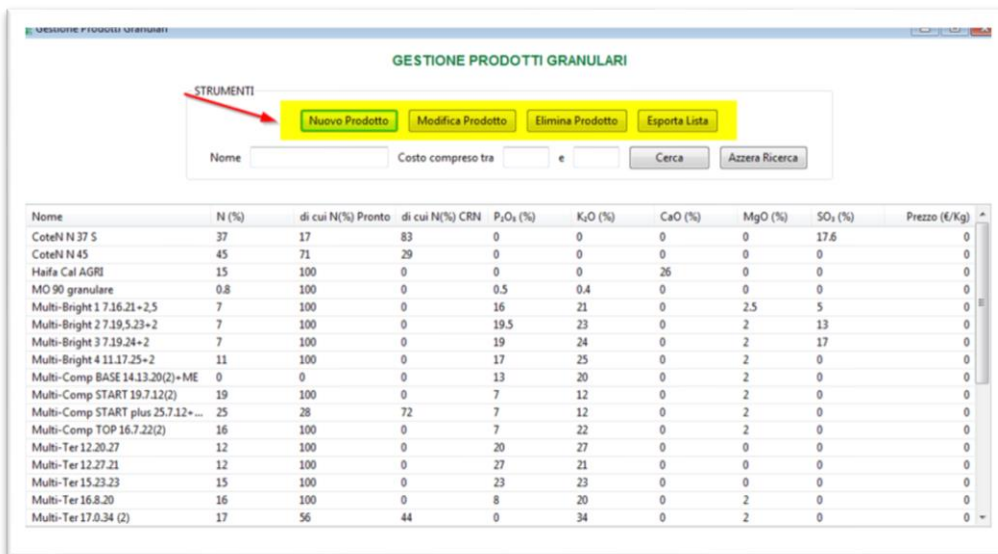 Gestione Prodotti Granulari
GESTIONE PRODOTTI GRANULARI
STRUMENTI
Nuovo Prodotto Modifica Prodotto Elimina Prodotto Esporta Lista
Nome Costo compreso tra e Cerca Azzera Ricerca
Nome N (%) di cui N(%) Pronto di cui N(%) CRN P₂O₅ (%) K₂O (%) CaO (%) MgO (%) SO₃ (%) Prezzo (€/Kg)
CoteN N 37 S 37 17 83 0 0 0 0 17.6 0
CoteN N 45 45 71 29 0 0 0 0 0 0
Haifa Cal AGRI 15 100 0 0 0 26 0 0 0
MO 90 granulare 0.8 100 0 0.5 0.4 0 0 0 0
Multi-Bright 1 7.16.21+2,5 7 100 0 16 21 0 2.5 5 0
Multi-Bright 2 7.19,5.23+2 7 100 0 19.5 23 0 2 13 0
Multi-Bright 3 7.19.24+2 7 100 0 19 24 0 2 17 0
Multi-Bright 4 11.17.25+2 11 100 0 17 25 0 2 0 0
Multi-Comp BASE 14.13.20(2)+ME 0 0 0 13 20 0 2 0 0
Multi-Comp START 19.7.12(2) 19 100 0 7 12 0 2 0 0
Multi-Comp START plus 25.7.12+... 25 28 72 7 12 0 2 0 0
Multi-Comp TOP 16.7.22(2) 16 100 0 7 22 0 2 0 0
Multi-Ter 12.20.27 12 100 0 20 27 0 0 0 0
Multi-Ter 12.27.21 12 100 0 27 21 0 0 0 0
Multi-Ter 15.23.23 15 100 0 23 23 0 0 0 0
Multi-Ter 16.8.20 16 100 0 8 20 0 2 0 0
Multi-Ter 17.0.34 (2) 17 56 44 0 34 0 2 0 0